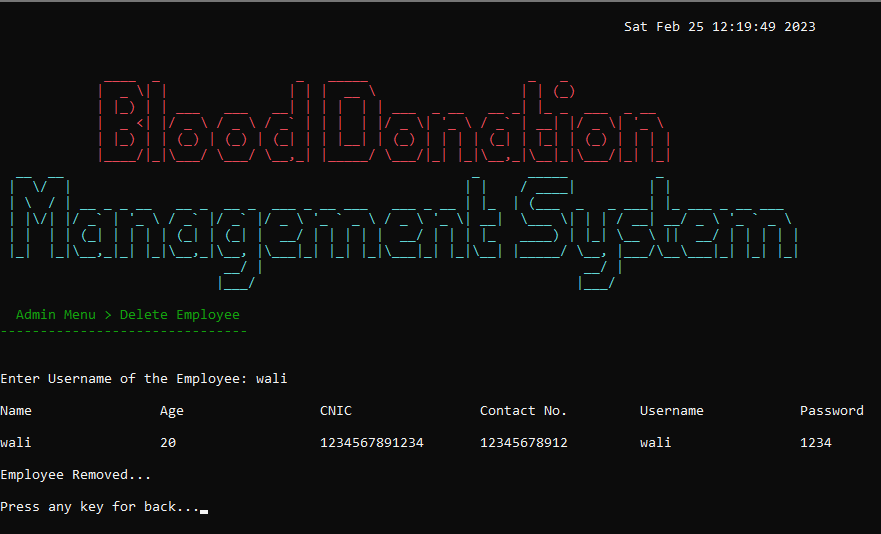 Sat Feb 25 12:19:49 2023
Blood Donation
Management System
Admin Menu > Delete Employee
-------------------------------
Enter Username of the Employee: wali
Name Age CNIC Contact No. Username Password
wali 20 1234567891234 12345678912 wali 1234
Employee Removed...
Press any key for back...